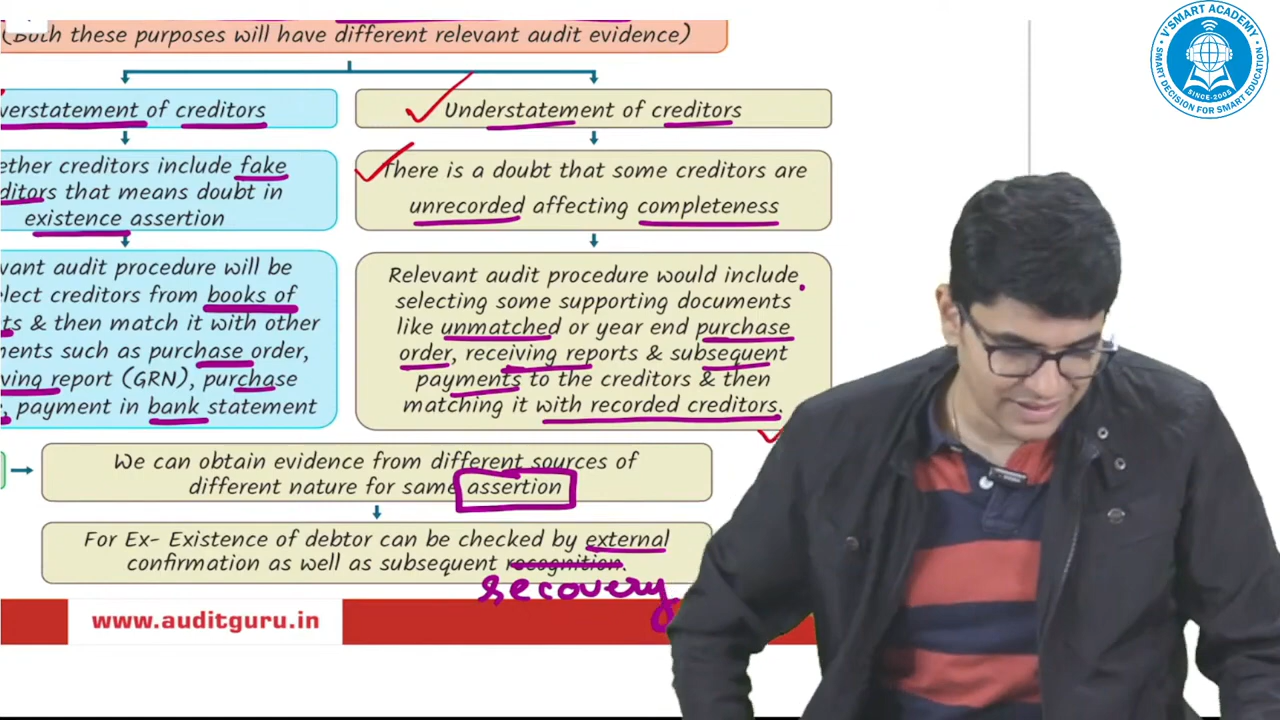 (Both these purposes will have different relevant audit evidence)
verstatement of creditors
ether creditors include fake
ditors that means doubt in
existence assertion
vant audit procedure will be
elect creditors from books of
ts & then match it with other
ments such as purchase order,
ving report (GRN), purchase
, payment in bank statement
Understatement of creditors
There is a doubt that some creditors are
unrecorded affecting completeness
Relevant audit procedure would include
selecting some supporting documents
like unmatched or year end purchase
order, receiving reports & subsequent
payments to the creditors & then
matching it with recorded creditors.
We can obtain evidence from different sources of
different nature for same assertion
For Ex- Existence of debtor can be checked by external
confirmation as well as subsequent recognition.
recovery
www.auditguru.in
V'SMART ACADEMY
SMART DECISION FOR SMART EDUCATION
SINCE-2005